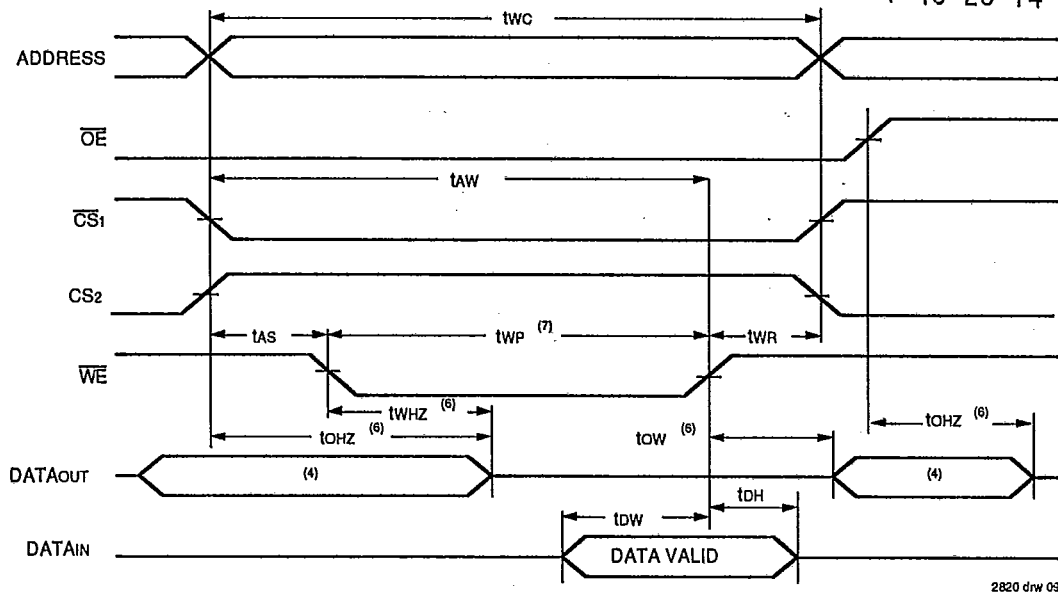 tWC
ADDRESS
OE
tAW
CS1
CS2
tAS
tWP (7)
tWR
WE
tWHZ (6)
tOHZ (6)
tOW (6)
tOHZ (6)
DATAOUT
(4)
(4)
tDW
tDH
DATAIN
DATA VALID
2820 drw 09